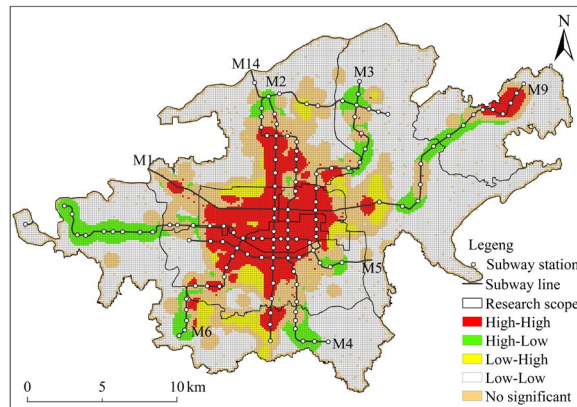 N
M14
M2
M3
M9
M1
M5
M6
M4
Legeng
Subway station
Subway line
Research scope
High-High
High-Low
Low-High
Low-Low
No significant
0 5 10 km